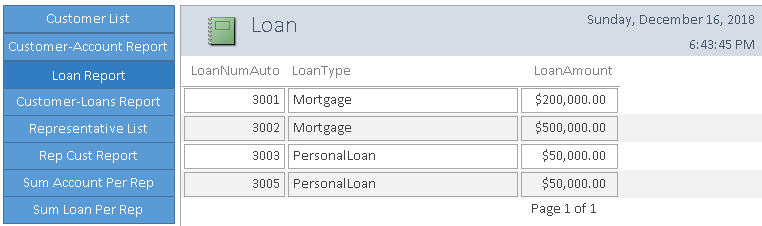 Customer List
Customer-Account Report
Loan Report
Customer-Loans Report
Representative List
Rep Cust Report
Sum Account Per Rep
Sum Loan Per Rep
Loan
Sunday, December 16, 2018
6:43:45 PM
LoanNumAuto LoanType LoanAmount
3001 Mortgage $200,000.00
3002 Mortgage $500,000.00
3003 PersonalLoan $50,000.00
3005 PersonalLoan $50,000.00
Page 1 of 1